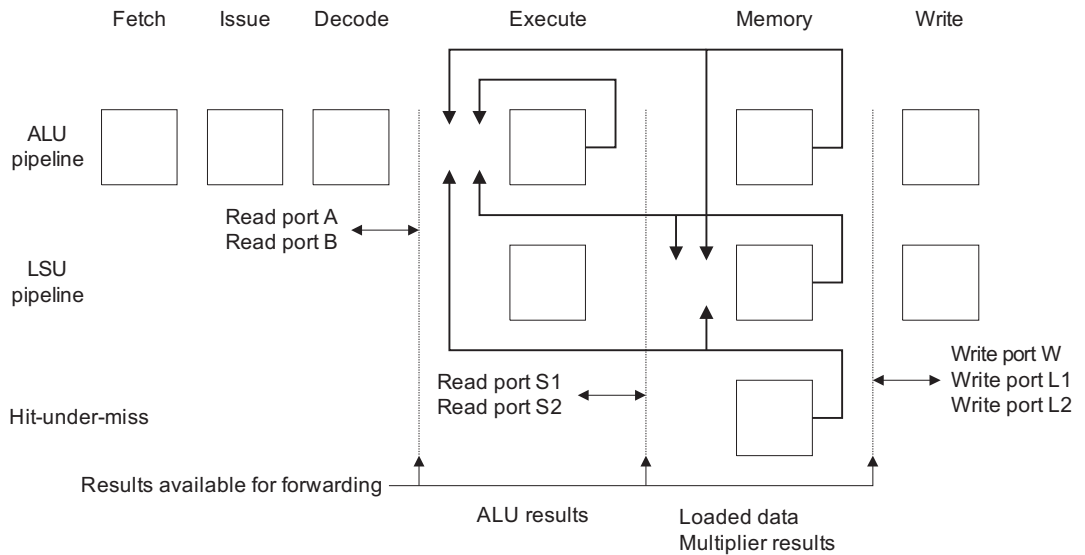 Fetch
Issue
Decode
Execute
Memory
Write
ALU
pipeline
Read port A
Read port B
LSU
pipeline
Read port S1
Read port S2
Write port W
Write port L1
Write port L2
Hit-under-miss
Results available for forwarding
ALU results
Loaded data
Multiplier results